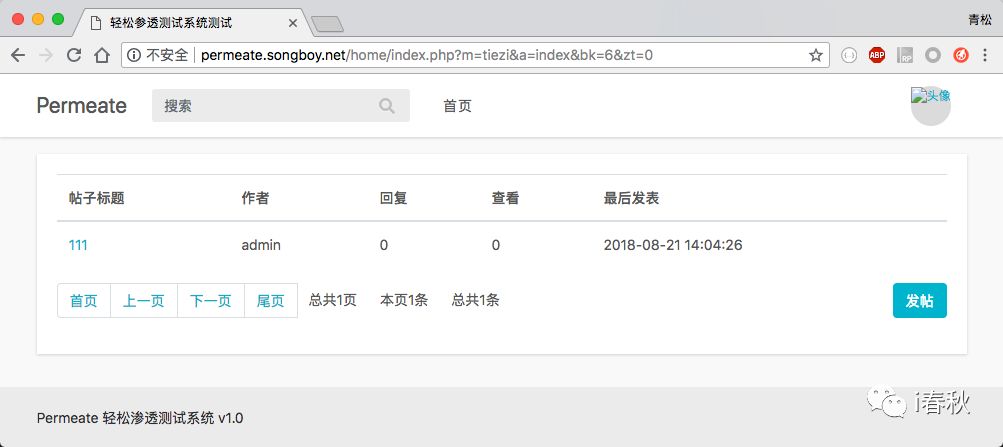 轻松渗透测试系统测试
青松
不安全 permeate.songboy.net/home/index.php?m=tiezi&a=index&bk=6&zt=0
ABP
RP
Permeate 搜索 首页 头像
帖子标题 作者 回复 查看 最后发表
111 admin 0 0 2018-08-21 14:04:26
首页 上一页 下一页 尾页 总共1页 本页1条 总共1条 发帖
i春秋
Permeate 轻松渗透测试系统 v1.0